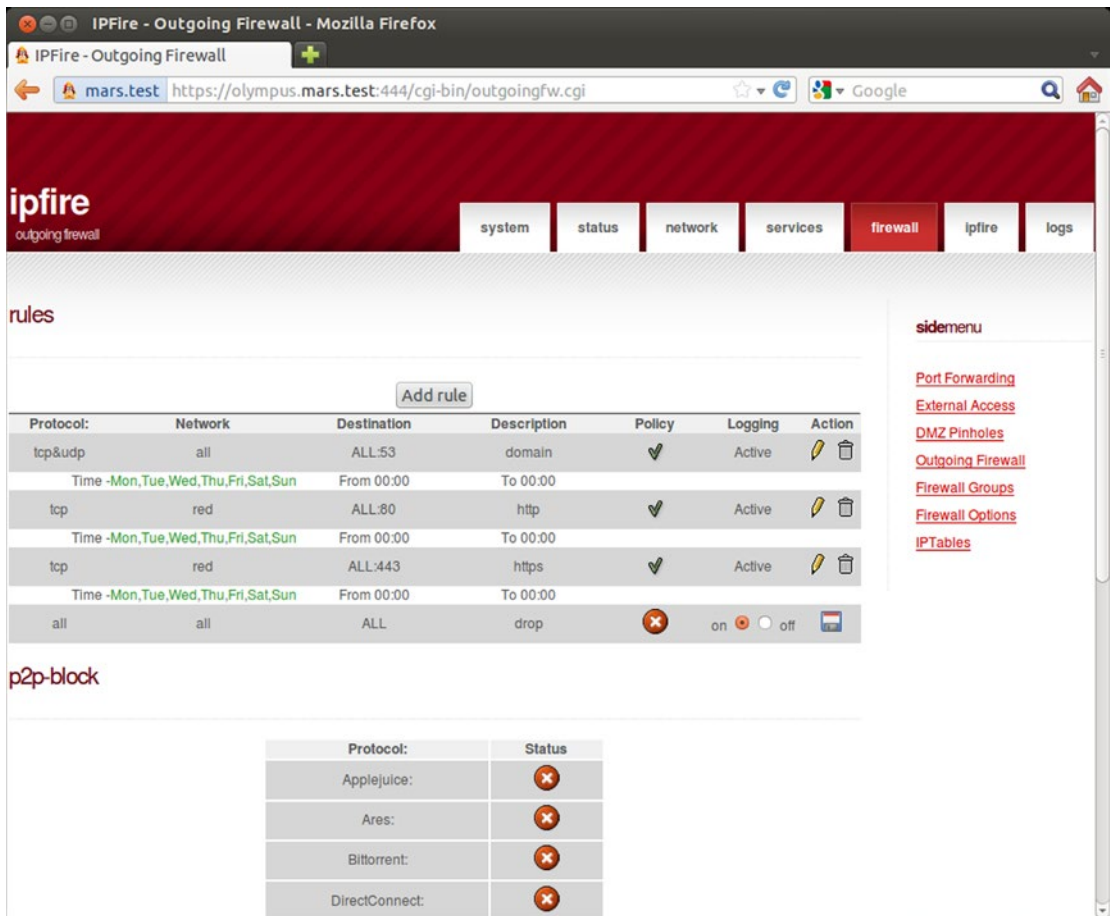 IPFire - Outgoing Firewall - Mozilla Firefox
IPFire - Outgoing Firewall
mars.test https://olympus.mars.test:444/cgi-bin/outgoingfw.cgi Google
ipfire
outgoing firewall
system status network services firewall ipfire logs
rules
Add rule
Protocol: Network Destination Description Policy Logging Action
tcp&udp all ALL:53 domain Active
Time -Mon,Tue,Wed,Thu,Fri,Sat,Sun From 00:00 To 00:00
tcp red ALL:80 http Active
Time -Mon,Tue,Wed,Thu,Fri,Sat,Sun From 00:00 To 00:00
tcp red ALL:443 https Active
Time -Mon,Tue,Wed,Thu,Fri,Sat,Sun From 00:00 To 00:00
all all ALL drop on off
p2p-block
Protocol: Status
Applejuice:
Ares:
Bittorrent:
DirectConnect:
sidemenu
Port Forwarding
External Access
DMZ Pinholes
Outgoing Firewall
Firewall Groups
Firewall Options
IPTables